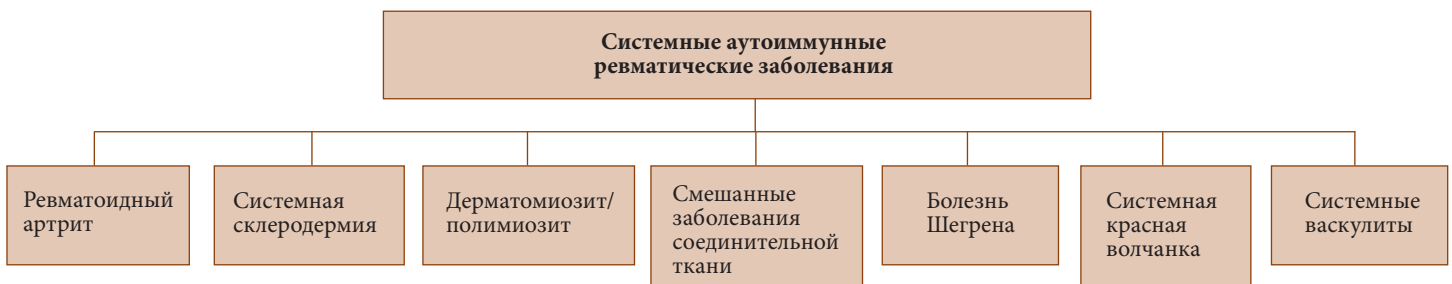 Системные аутоиммунные
ревматические заболевания
Ревматоидный
артрит
Системная
склеродермия
Дерматомиозит/
полимиозит
Смешанные
заболевания
соединительной
ткани
Болезнь
Шегрена
Системная
красная
волчанка
Системные
васкулиты